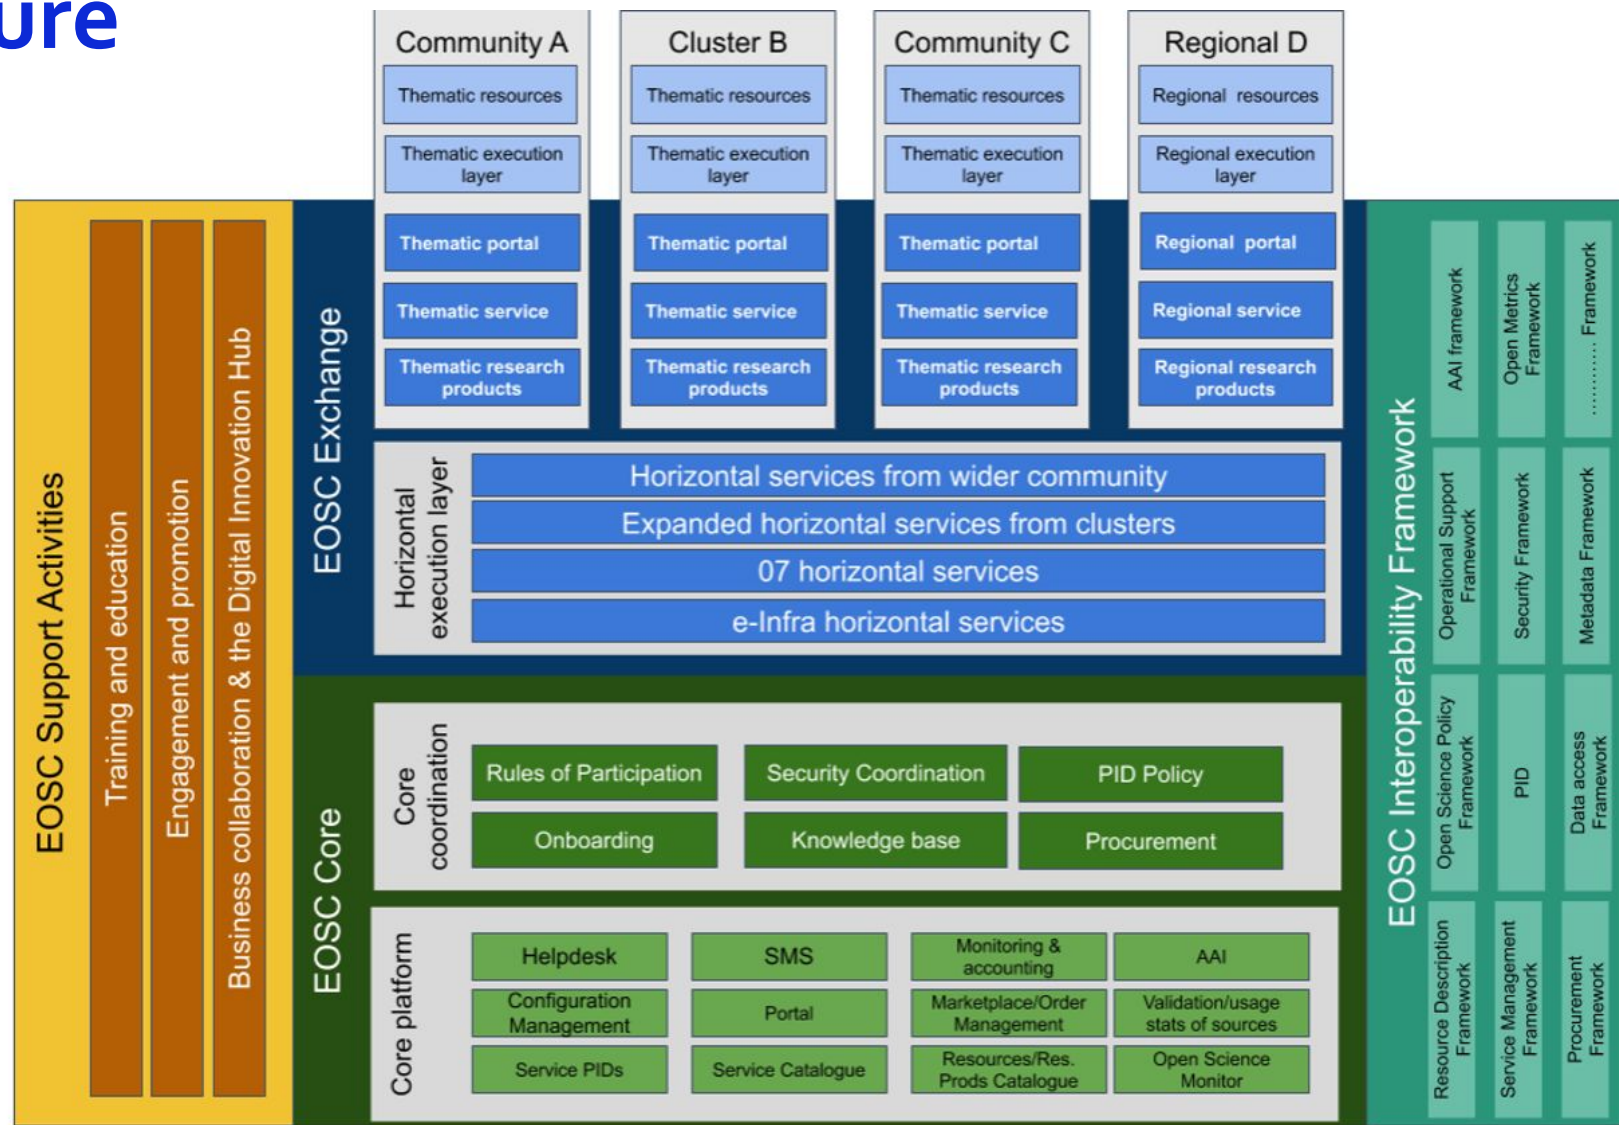 ure
Community A
Thematic resources
Thematic execution
layer
Thematic portal
Thematic service
Thematic research
products
Cluster B
Thematic resources
Thematic execution
layer
Thematic portal
Thematic service
Thematic research
products
Community C
Thematic resources
Thematic execution
layer
Thematic portal
Thematic service
Thematic research
products
Regional D
Regional resources
Regional execution
layer
Regional portal
Regional service
Regional research
products
EOSC Support Activities
Training and education
Engagement and promotion
Business collaboration & the Digital Innovation Hub
EOSC Exchange
Horizontal
execution layer
Horizontal services from wider community
Expanded horizontal services from clusters
07 horizontal services
e-Infra horizontal services
EOSC Core
Core
coordination
Rules of Participation
Security Coordination
PID Policy
Onboarding
Knowledge base
Procurement
Core platform
Helpdesk
SMS
Monitoring &
accounting
AAI
Configuration
Management
Portal
Marketplace/Order
Management
Validation/usage
stats of sources
Service PIDs
Service Catalogue
Resources/Res.
Prods Catalogue
Open Science
Monitor
EOSC Interoperability Framework
AAI framework
Open Metrics
Framework
............ Framework
Operational Support
Framework
Security Framework
Metadata Framework
Open Science Policy
Framework
PID
Data access
Framework
Resource Description
Framework
Service Management
Framework
Procurement
Framework